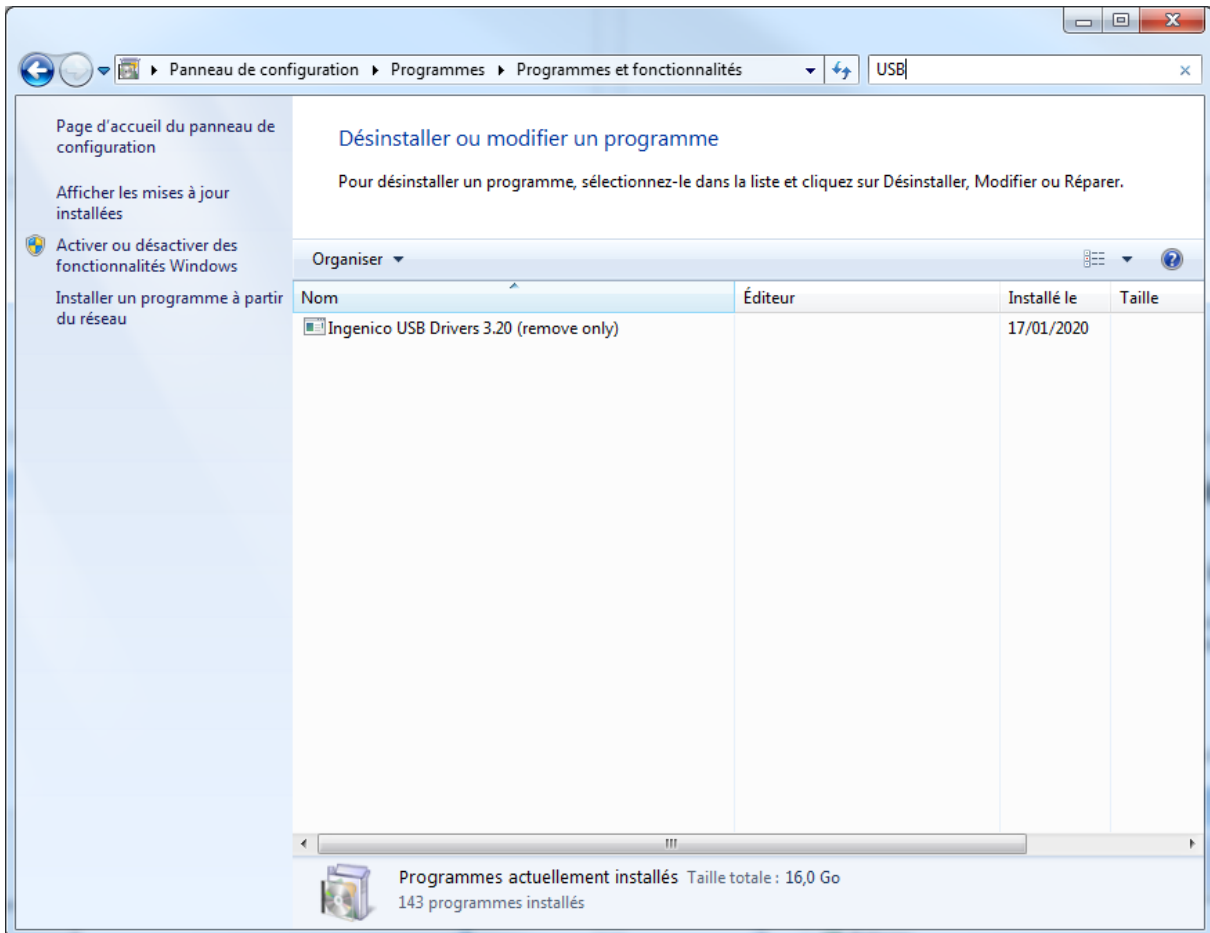 Panneau de configuration Programmes Programmes et fonctionnalités USB
Page d'accueil du panneau de
configuration
Afficher les mises à jour
installées
Activer ou désactiver des
fonctionnalités Windows
Installer un programme à partir
du réseau
Désinstaller ou modifier un programme
Pour désinstaller un programme, sélectionnez-le dans la liste et cliquez sur Désinstaller, Modifier ou Réparer.
Organiser
Nom Éditeur Installé le Taille
Ingenico USB Drivers 3.20 (remove only) 17/01/2020
Programmes actuellement installés Taille totale : 16,0 Go
143 programmes installés